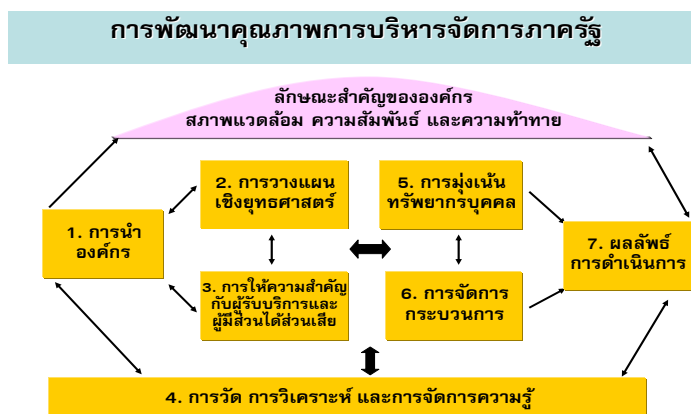 การพัฒนาคุณภาพการบริหารจัดการภาครัฐ
ลักษณะสำคัญขององค์กร
สภาพแวดล้อม ความสัมพันธ์ และความท้าทาย
2. การวางแผน
เชิงยุทธศาสตร์
5. การมุ่งเน้น
ทรัพยากรบุคคล
1. การนำ
องค์กร
7. ผลลัพธ์
การดำเนินการ
3. การให้ความสำคัญ
กับผู้รับบริการและ
ผู้มีส่วนได้ส่วนเสีย
6. การจัดการ
กระบวนการ
4. การวัด การวิเคราะห์ และการจัดการความรู้